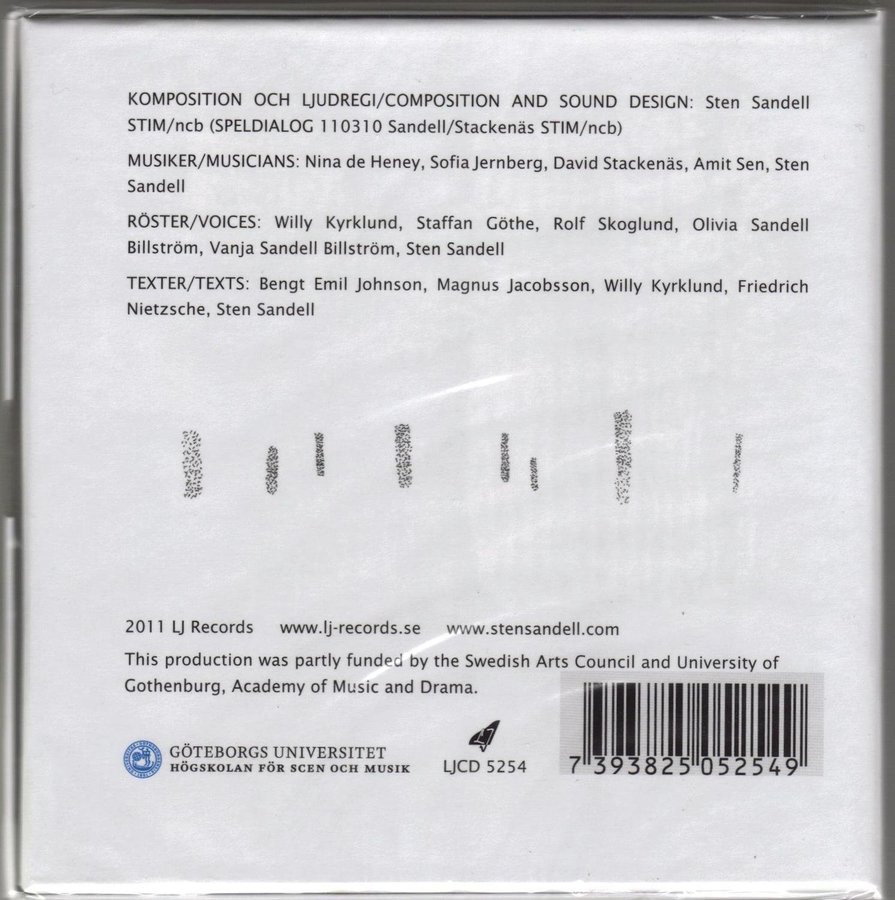 KOMPOSITION OCH LJUDREGI/COMPOSITION AND SOUND DESIGN: Sten Sandell
STIM/ncb (SPELDIALOG 110310 Sandell/Stackenäs STIM/ncb)
MUSIKER/MUSICIANS: Nina de Heney, Sofia Jernberg, David Stackenäs, Amit Sen, Sten
Sandell
RÖSTER/VOICES: Willy Kyrklund, Staffan Göthe, Rolf Skoglund, Olivia Sandell
Billström, Vanja Sandell Billström, Sten Sandell
TEXTER/TEXTS: Bengt Emil Johnson, Magnus Jacobsson, Willy Kyrklund, Friedrich
Nietzsche, Sten Sandell
2011 LJ Records www.lj-records.se www.stensandell.com
This production was partly funded by the Swedish Arts Council and University of
Gothenburg, Academy of Music and Drama.
GÖTEBORGS UNIVERSITET
HÖGSKOLAN FÖR SCEN OCH MUSIK
LJ
LJCD 5254
7 393825 052549